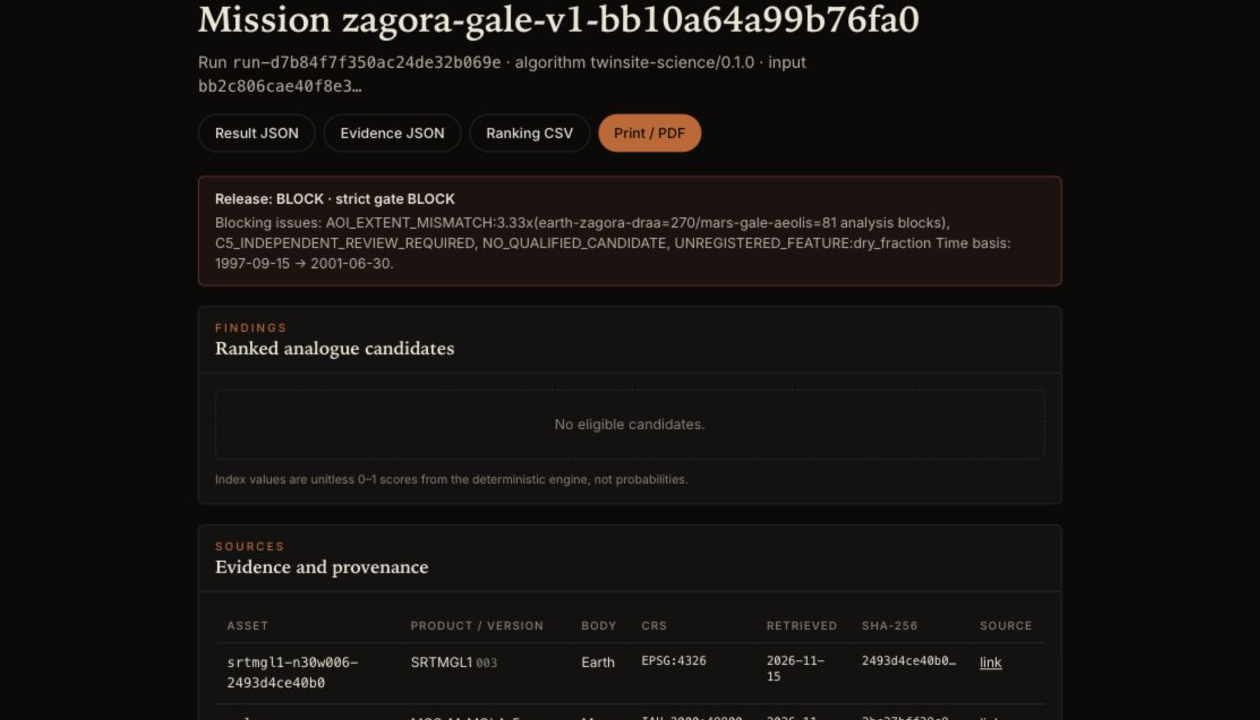 Mission zagora-gale-v1-bb10a64a99b76fa0
Run run-d7b84f7f350ac24de32b069e · algorithm twinsite-science/0.1.0 · input
bb2c806cae40f8e3…
Result JSON Evidence JSON Ranking CSV Print / PDF
Release: BLOCK · strict gate BLOCK
Blocking issues: AOI_EXTENT_MISMATCH:3.33x(earth-zagora-draa=270/mars-gale-aeolis=81 analysis blocks),
C5_INDEPENDENT_REVIEW_REQUIRED, NO_QUALIFIED_CANDIDATE, UNREGISTERED_FEATURE:dry_fraction Time basis:
1997-09-15 → 2001-06-30.
FINDINGS
Ranked analogue candidates
No eligible candidates.
Index values are unitless 0–1 scores from the deterministic engine, not probabilities.
SOURCES
Evidence and provenance
ASSET PRODUCT / VERSION BODY CRS RETRIEVED SHA-256 SOURCE
srtmgl1-n30w006- SRTMGL1 003 Earth EPSG:4326 2026-11- 2493d4ce40b0… link
2493d4ce40b0 15